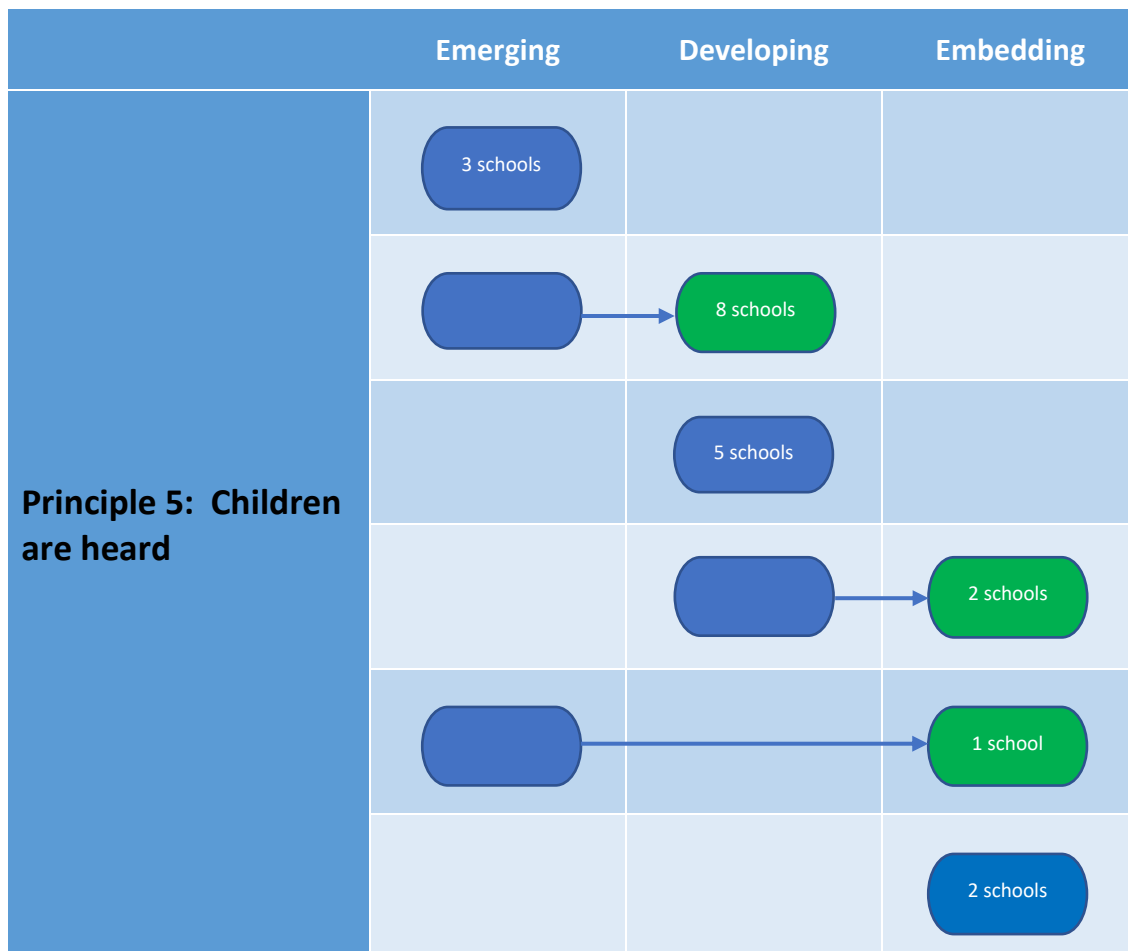 Emerging
Developing
Embedding
3 schools
8 schools
5 schools
Principle 5:  Children
are heard
2 schools
1 school
2 schools